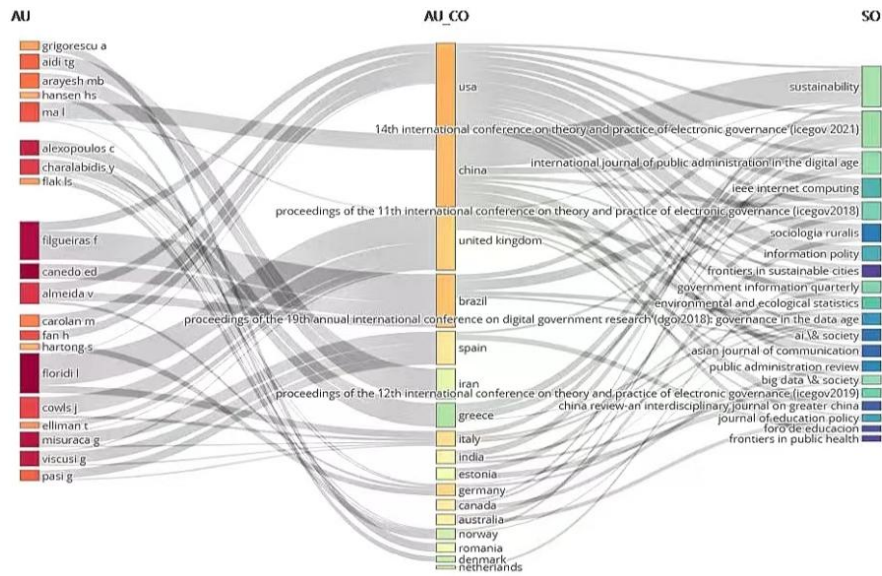 AU
AU_CO
SO
grigorescu a
aidi tg
arayesh mb
hansen hs
ma l
alexopoulos c
charalabidis y
flak ls
filgueiras f
canedo ed
almeida v
carolan m
fan h
hartong s
floridi l
cowls j
elliman t
misuraca g
viscusi g
pasi g
usa
china
united kingdom
brazil
spain
iran
greece
italy
india
estonia
germany
canada
australia
norway
romania
denmark
netherlands
sustainability
14th international conference on theory and practice of electronic governance (icegov 2021)
international journal of public administration in the digital age
ieee internet computing
proceedings of the 11th international conference on theory and practice of electronic governance (icegov2018)
sociologia ruralis
information polity
frontiers in sustainable cities
government information quarterly
environmental and ecological statistics
proceedings of the 19th annual international conference on digital government research (dgo 2018): governance in the data age
ai \& society
asian journal of communication
public administration review
big data \& society
proceedings of the 12th international conference on theory and practice of electronic governance (icegov2019)
china review-an interdisciplinary journal on greater china
journal of education policy
foro de educacion
frontiers in public health